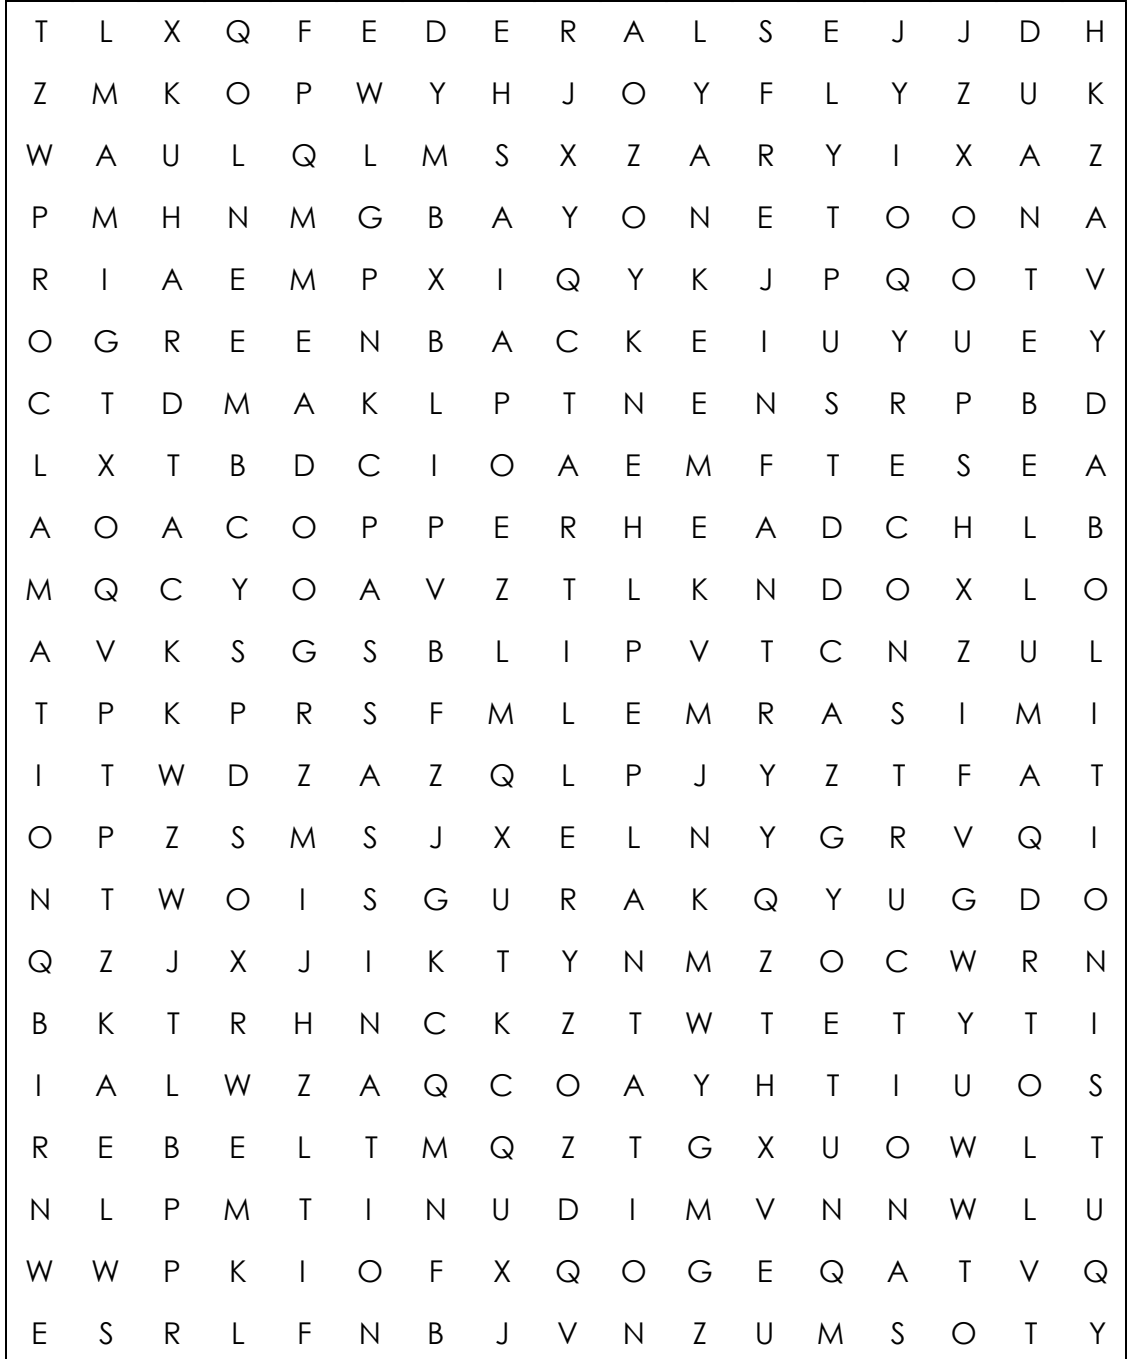 T L X Q F E D E R A L S E J J D H
Z M K O P W Y H J O Y F L Y Z U K
W A U L Q L M S X Z A R Y I X A Z
P M H N M G B A Y O N E T O O N A
R I A E M P X I Q Y K J P Q O T V
O G R E E N B A C K E I U Y U E Y
C T D M A K L P T N E N S R P B D
L X T B D C I O A E M F T E S E A
A O A C O P P E R H E A D C H L B
M Q C Y O A V Z T L K N D O X L O
A V K S G S B L I P V T C N Z U L
T P K P R S F M L E M R A S I M I
I T W D Z A Z Q L P J Y Z T F A T
O P Z S M S J X E L N Y G R V Q I
N T W O I S G U R A K Q Y U G D O
Q Z J X J I K T Y N M Z O C W R N
B K T R H N C K Z T W T E T Y T I
I A L W Z A Q C O A Y H T I U O S
R E B E L T M Q Z T G X U O W L T
N L P M T I N U D I M V N N W L U
W W P K I O F X Q O G E Q A T V Q
E S R L F N B J V N Z U M S O T Y